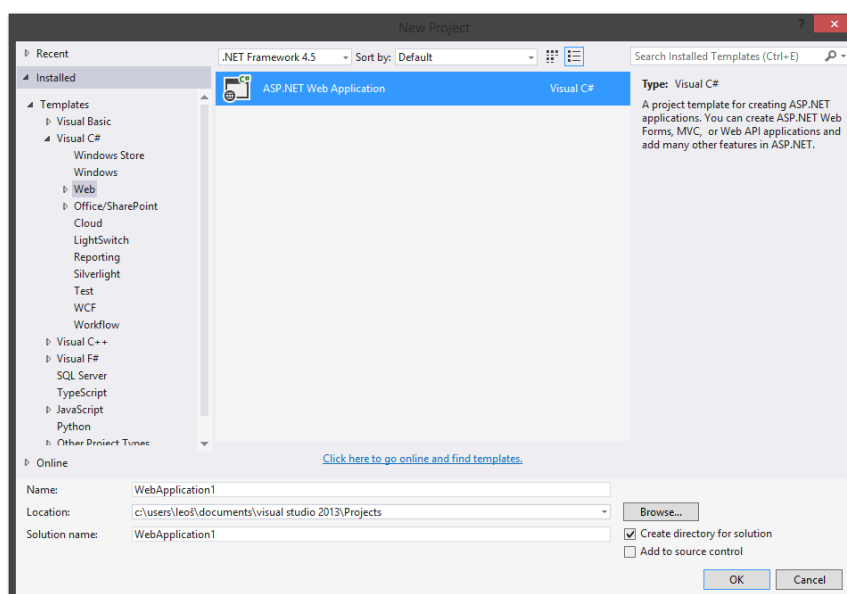 New Project
?
Recent
.NET Framework 4.5
Sort by: Default
Search Installed Templates (Ctrl+E)
Installed
Templates
Visual Basic
Visual C#
Windows Store
Windows
Web
Office/SharePoint
Cloud
LightSwitch
Reporting
Silverlight
Test
WCF
Workflow
Visual C++
Visual F#
SQL Server
TypeScript
JavaScript
Python
Other Project Types
Online
C#
ASP.NET Web Application Visual C#
Click here to go online and find templates.
Type: Visual C#
A project template for creating ASP.NET
applications. You can create ASP.NET Web
Forms, MVC, or Web API applications and
add many other features in ASP.NET.
Name: WebApplication1
Location: c:\users\leoš\documents\visual studio 2013\Projects
Browse...
Solution name: WebApplication1
Create directory for solution
Add to source control
OK Cancel